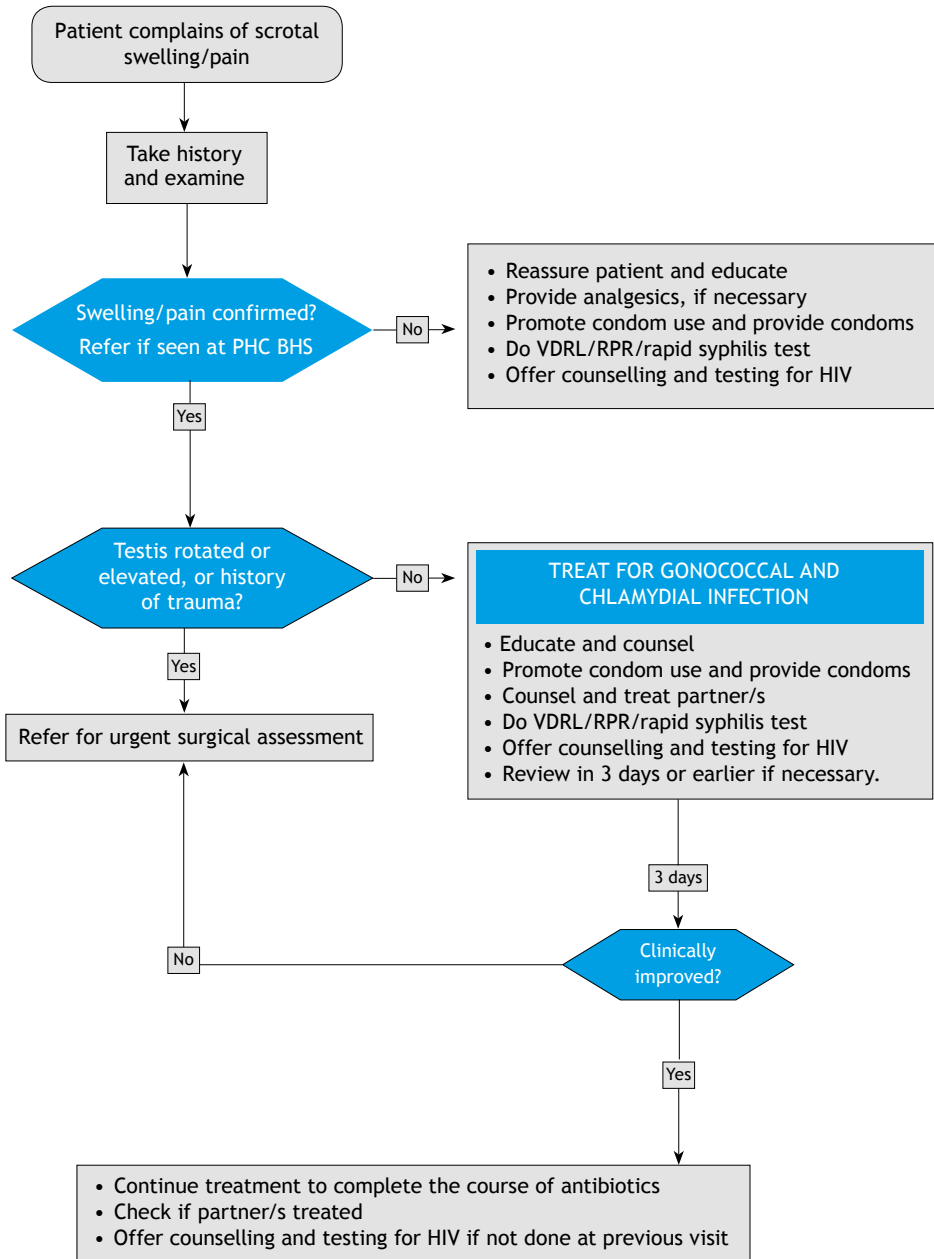 Patient complains of scrotal
swelling/pain
Take history
and examine
Swelling/pain confirmed?
Refer if seen at PHC BHS
No
• Reassure patient and educate
• Provide analgesics, if necessary
• Promote condom use and provide condoms
• Do VDRL/RPR/rapid syphilis test
• Offer counselling and testing for HIV
Yes
Testis rotated or
elevated, or history
of trauma?
No
TREAT FOR GONOCOCCAL AND
CHLAMYDIAL INFECTION
• Educate and counsel
• Promote condom use and provide condoms
• Counsel and treat partner/s
• Do VDRL/RPR/rapid syphilis test
• Offer counselling and testing for HIV
• Review in 3 days or earlier if necessary.
Yes
Refer for urgent surgical assessment
3 days
Clinically
improved?
No
Yes
• Continue treatment to complete the course of antibiotics
• Check if partner/s treated
• Offer counselling and testing for HIV if not done at previous visit